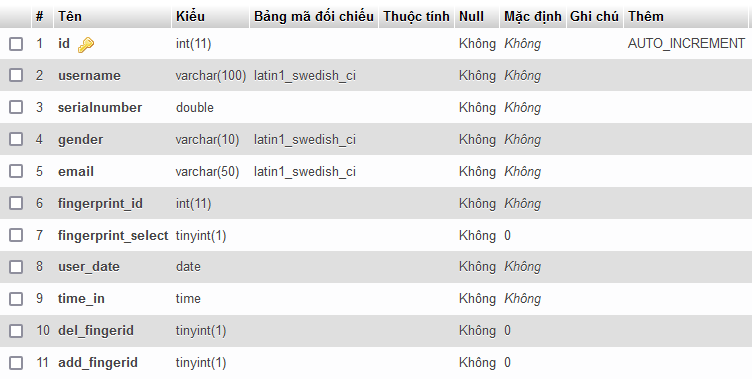 # Tên Kiểu Bảng mã đối chiếu Thuộc tính Null Mặc định Ghi chú Thêm
1 id int(11) Không Không AUTO_INCREMENT
2 username varchar(100) latin1_swedish_ci Không Không
3 serialnumber double Không Không
4 gender varchar(10) latin1_swedish_ci Không Không
5 email varchar(50) latin1_swedish_ci Không Không
6 fingerprint_id int(11) Không Không
7 fingerprint_select tinyint(1) Không 0
8 user_date date Không Không
9 time_in time Không Không
10 del_fingerid tinyint(1) Không 0
11 add_fingerid tinyint(1) Không 0